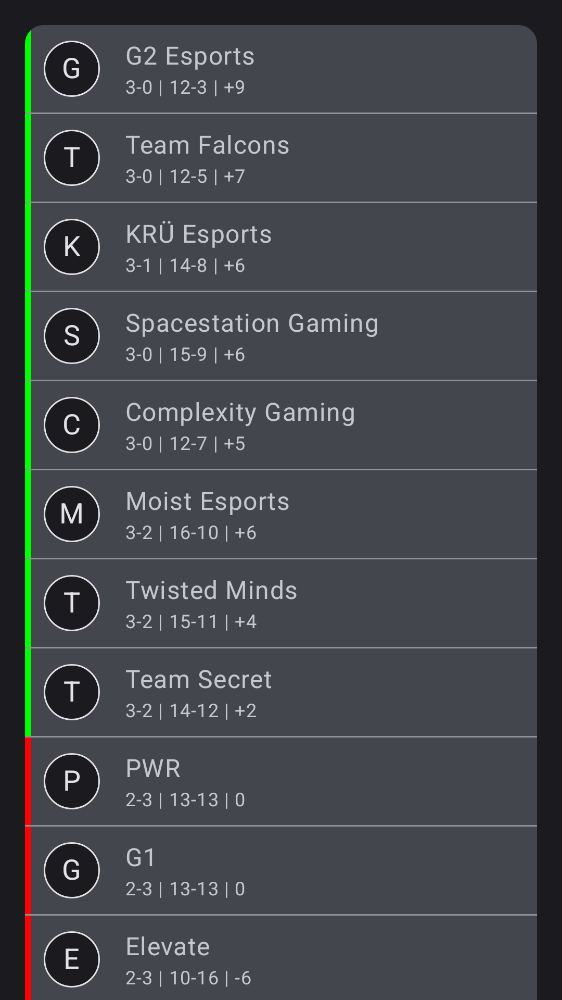 G
G2 Esports
3-0 | 12-3 | +9
T
Team Falcons
3-0 | 12-5 | +7
K
KRÜ Esports
3-1 | 14-8 | +6
S
Spacestation Gaming
3-0 | 15-9 | +6
C
Complexity Gaming
3-0 | 12-7 | +5
M
Moist Esports
3-2 | 16-10 | +6
T
Twisted Minds
3-2 | 15-11 | +4
T
Team Secret
3-2 | 14-12 | +2
P
PWR
2-3 | 13-13 | 0
G
G1
2-3 | 13-13 | 0
E
Elevate
2-3 | 10-16 | -6